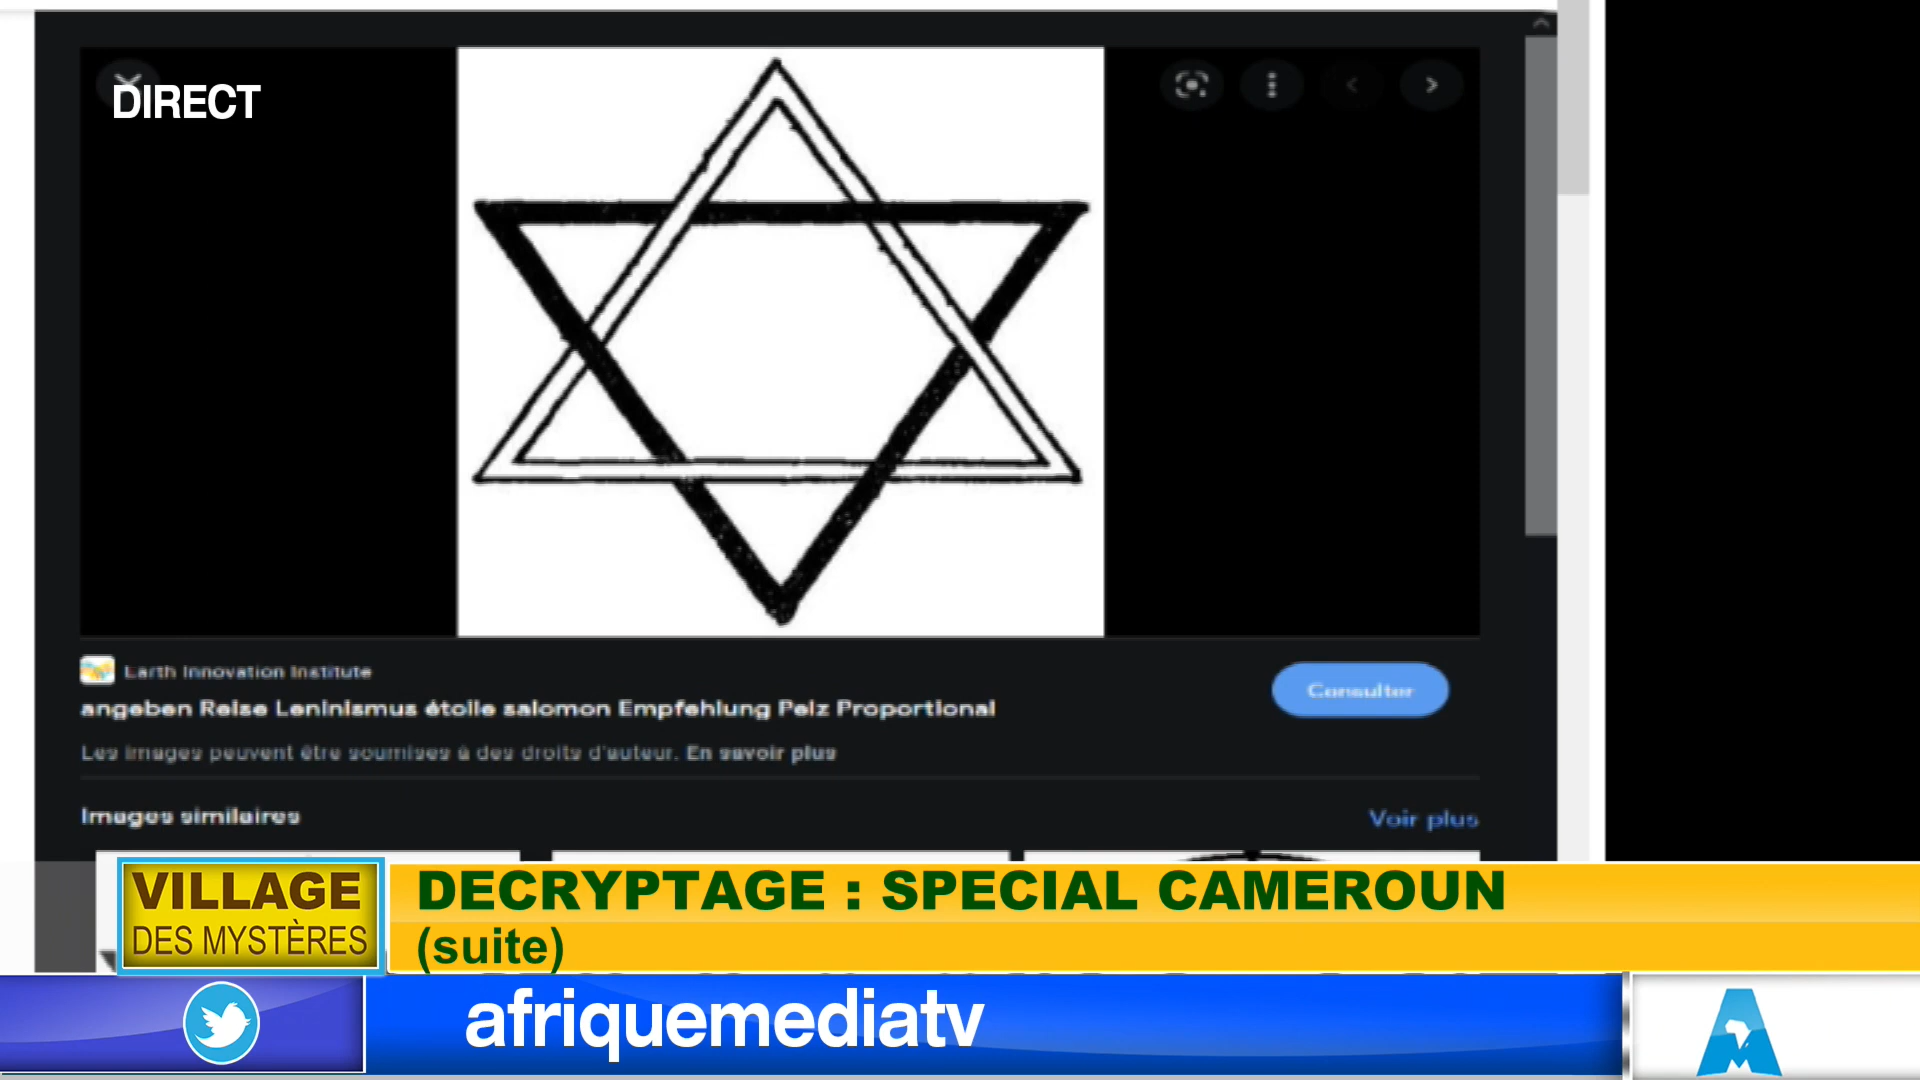 DIRECT
Earth Innovation Institute
angeben Reise Leninismus étoile salomon Empfehlung Pelz Proportional
Consulter
Les images peuvent être soumises à des droits d'auteur. En savoir plus
Images similaires
Voir plus
VILLAGE
DES MYSTÈRES
DECRYPTAGE : SPECIAL CAMEROUN
(suite)
afriquemediatv